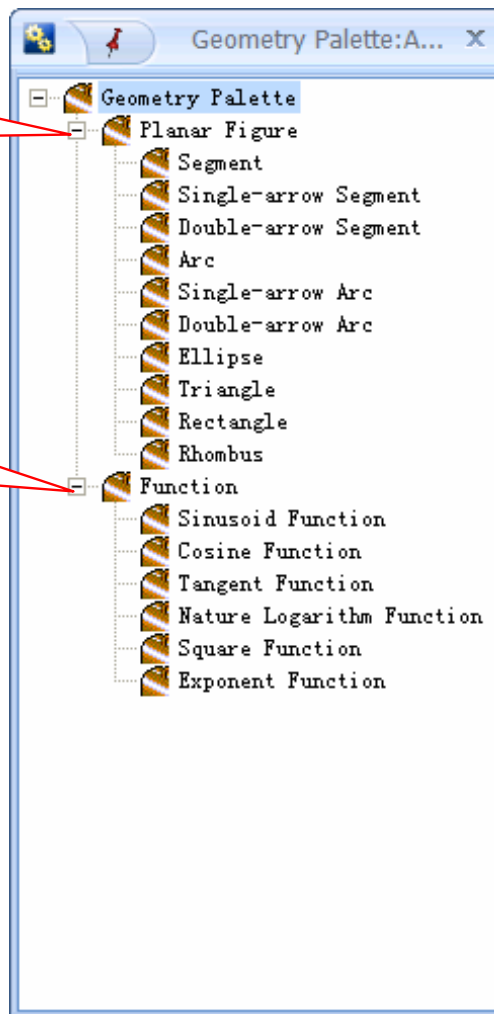 Geometry Palette:A... X
Geometry Palette
Planar Figure
Segment
Single-arrow Segment
Double-arrow Segment
Arc
Single-arrow Arc
Double-arrow Arc
Ellipse
Triangle
Rectangle
Rhombus
Function
Sinusoid Function
Cosine Function
Tangent Function
Nature Logarithm Function
Square Function
Exponent Function